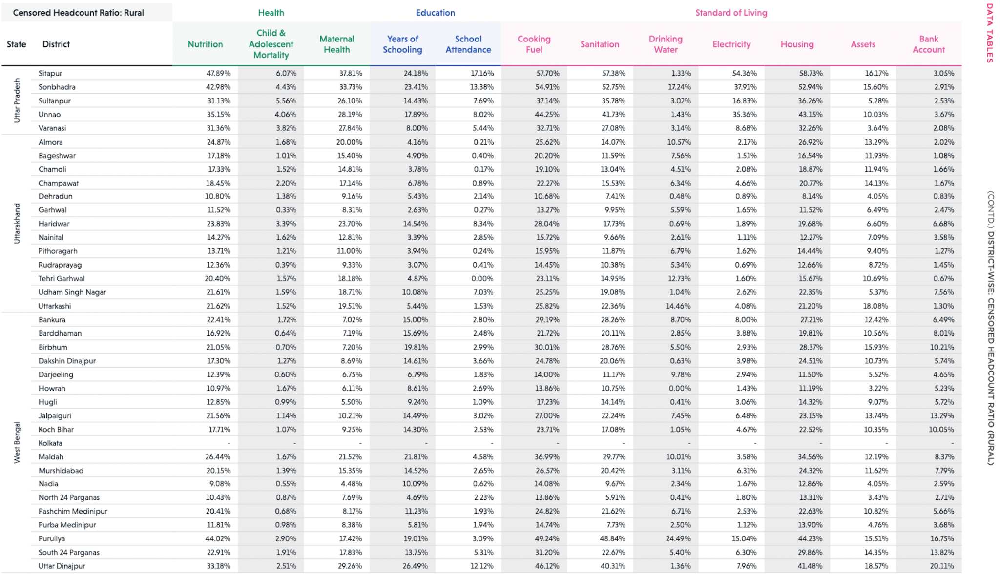 Censored Headcount Ratio: Rural Health Education Standard of Living
State District Nutrition Child & Adolescent Mortality Maternal Health Years of Schooling School Attendance Cooking Fuel Sanitation Drinking Water Electricity Housing Assets Bank Account
Uttar Pradesh
Sitapur 47.89% 6.07% 37.81% 24.18% 17.16% 57.70% 57.38% 1.33% 54.36% 58.73% 16.17% 3.05%
Sonbhadra 42.98% 4.43% 33.73% 23.41% 13.38% 54.91% 52.75% 17.24% 37.91% 52.94% 15.60% 2.91%
Sultanpur 31.13% 5.56% 26.10% 14.43% 7.69% 37.14% 35.78% 3.02% 16.83% 36.26% 5.28% 2.53%
Unnao 35.15% 4.06% 28.19% 17.89% 8.02% 44.25% 41.73% 1.43% 35.36% 43.15% 10.03% 3.67%
Varanasi 31.36% 3.82% 27.84% 8.00% 5.44% 32.71% 27.08% 3.14% 8.68% 32.26% 3.64% 2.08%
Uttarakhand
Almora 24.87% 1.68% 20.00% 4.16% 0.21% 25.62% 14.07% 10.57% 2.17% 26.92% 13.29% 2.02%
Bageshwar 17.18% 1.01% 15.40% 4.90% 0.40% 20.20% 11.59% 7.56% 1.51% 16.54% 11.93% 1.08%
Chamoli 17.33% 1.52% 14.81% 3.78% 0.17% 19.10% 13.04% 4.51% 2.08% 18.87% 11.94% 1.66%
Champawat 18.45% 2.20% 17.14% 6.78% 0.89% 22.27% 15.53% 6.34% 4.66% 20.77% 14.13% 1.67%
Dehradun 10.80% 1.38% 9.16% 5.43% 2.14% 10.68% 7.41% 0.48% 0.89% 8.14% 4.05% 0.83%
Garhwal 11.52% 0.33% 8.31% 2.63% 0.27% 13.27% 9.95% 5.59% 1.65% 11.52% 6.49% 2.47%
Haridwar 23.83% 3.39% 23.70% 14.54% 8.34% 28.04% 17.73% 0.69% 1.89% 19.68% 6.60% 6.68%
Nainital 14.27% 1.62% 12.81% 3.39% 2.85% 15.72% 9.66% 2.61% 1.11% 12.27% 7.09% 3.58%
Pithoragarh 13.71% 1.21% 11.00% 3.94% 0.24% 15.95% 11.87% 6.79% 1.62% 14.44% 9.40% 1.27%
Rudraprayag 12.36% 0.39% 9.33% 3.07% 0.41% 14.45% 10.38% 5.34% 0.69% 12.66% 8.72% 1.45%
Tehri Garhwal 20.40% 1.57% 18.18% 4.87% 0.00% 23.11% 14.95% 12.73% 1.60% 15.67% 10.69% 0.67%
Udham Singh Nagar 21.61% 1.59% 18.71% 10.08% 7.03% 25.25% 19.08% 1.04% 2.62% 22.35% 5.37% 7.56%
Uttarkashi 21.62% 1.52% 19.51% 5.44% 1.53% 25.82% 22.36% 14.46% 4.08% 21.20% 18.08% 1.30%
West Bengal
Bankura 22.41% 1.72% 7.02% 15.00% 2.80% 29.19% 28.26% 8.70% 8.00% 27.21% 12.42% 6.49%
Barddhaman 16.92% 0.64% 7.19% 15.69% 2.48% 21.72% 20.11% 2.85% 3.88% 19.81% 10.56% 8.01%
Birbhum 21.05% 0.70% 7.20% 19.81% 2.99% 30.01% 28.76% 5.50% 2.93% 28.37% 15.93% 10.21%
Dakshin Dinajpur 17.30% 1.27% 8.69% 14.61% 3.66% 24.78% 20.06% 0.63% 3.98% 24.51% 10.73% 5.74%
Darjeeling 12.39% 0.60% 6.75% 6.79% 1.83% 14.00% 11.17% 9.78% 2.94% 11.50% 5.52% 4.65%
Howrah 10.97% 1.67% 6.11% 8.61% 2.69% 13.86% 10.75% 0.00% 1.43% 11.19% 3.22% 5.23%
Hugli 12.85% 0.99% 5.50% 9.24% 1.09% 17.23% 14.14% 0.41% 3.06% 14.32% 9.07% 5.72%
Jalpaiguri 21.56% 1.14% 10.21% 14.49% 3.02% 27.00% 22.24% 7.45% 6.48% 23.15% 13.74% 13.29%
Koch Bihar 17.71% 1.07% 9.25% 14.30% 2.53% 23.71% 17.08% 1.05% 4.67% 22.52% 10.35% 10.05%
Kolkata - - - - - - - - - - - -
Maldah 26.44% 1.67% 21.52% 21.81% 4.58% 36.99% 29.77% 10.01% 3.58% 34.56% 12.19% 8.37%
Murshidabad 20.15% 1.39% 15.35% 14.52% 2.65% 26.57% 20.42% 3.11% 6.31% 24.32% 11.62% 7.79%
Nadia 9.08% 0.55% 4.48% 10.09% 0.62% 14.08% 9.67% 2.34% 1.67% 12.86% 4.05% 2.59%
North 24 Parganas 10.43% 0.87% 7.69% 4.69% 2.23% 13.86% 5.91% 0.41% 1.80% 13.31% 3.43% 2.71%
Pashchim Medinipur 20.41% 0.68% 8.17% 11.23% 1.93% 24.82% 21.62% 6.71% 2.53% 22.63% 10.82% 5.66%
Purba Medinipur 11.81% 0.98% 8.38% 5.81% 1.94% 14.74% 7.73% 2.50% 1.12% 13.90% 4.76% 3.68%
Puruliya 44.02% 2.90% 17.42% 19.01% 3.09% 49.24% 48.84% 24.49% 15.04% 44.23% 15.51% 16.75%
South 24 Parganas 22.91% 1.91% 17.83% 13.75% 5.31% 31.20% 22.67% 5.40% 6.30% 29.86% 14.35% 13.82%
Uttar Dinajpur 33.18% 2.51% 29.26% 26.49% 12.12% 46.12% 40.31% 1.36% 7.96% 41.48% 18.57% 20.11%
DATA TABLES
(CONTD.) DISTRICT-WISE: CENSORED HEADCOUNT RATIO (RURAL)